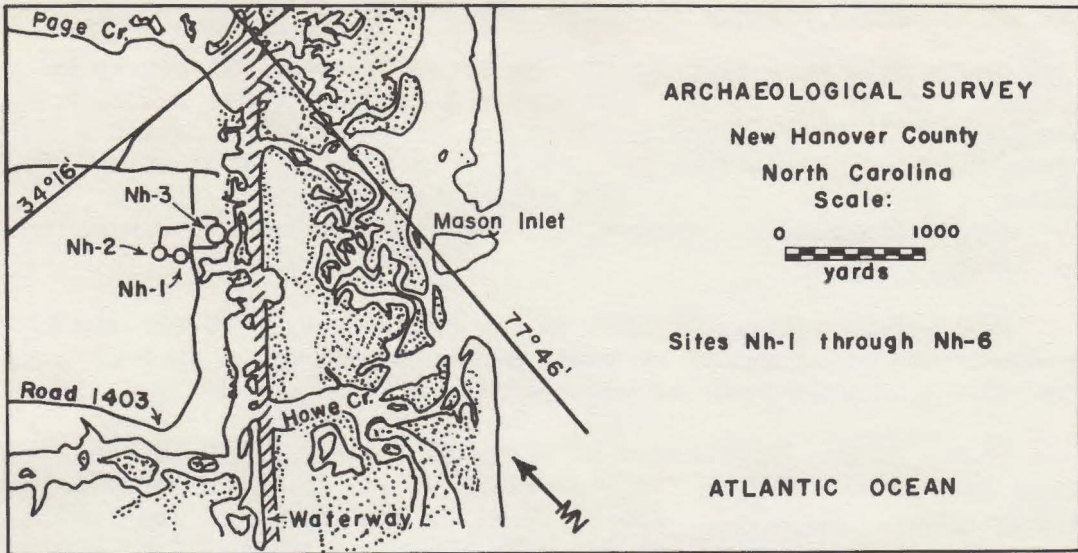 Page Cr.
34°16'
Nh-3
Nh-2
Nh-1
Mason Inlet
77°46'
Road 1403
Howe Cr.
Waterway
MN
ARCHAEOLOGICAL SURVEY
New Hanover County
North Carolina
Scale:
0 1000
yards
Sites Nh-1 through Nh-6
ATLANTIC OCEAN